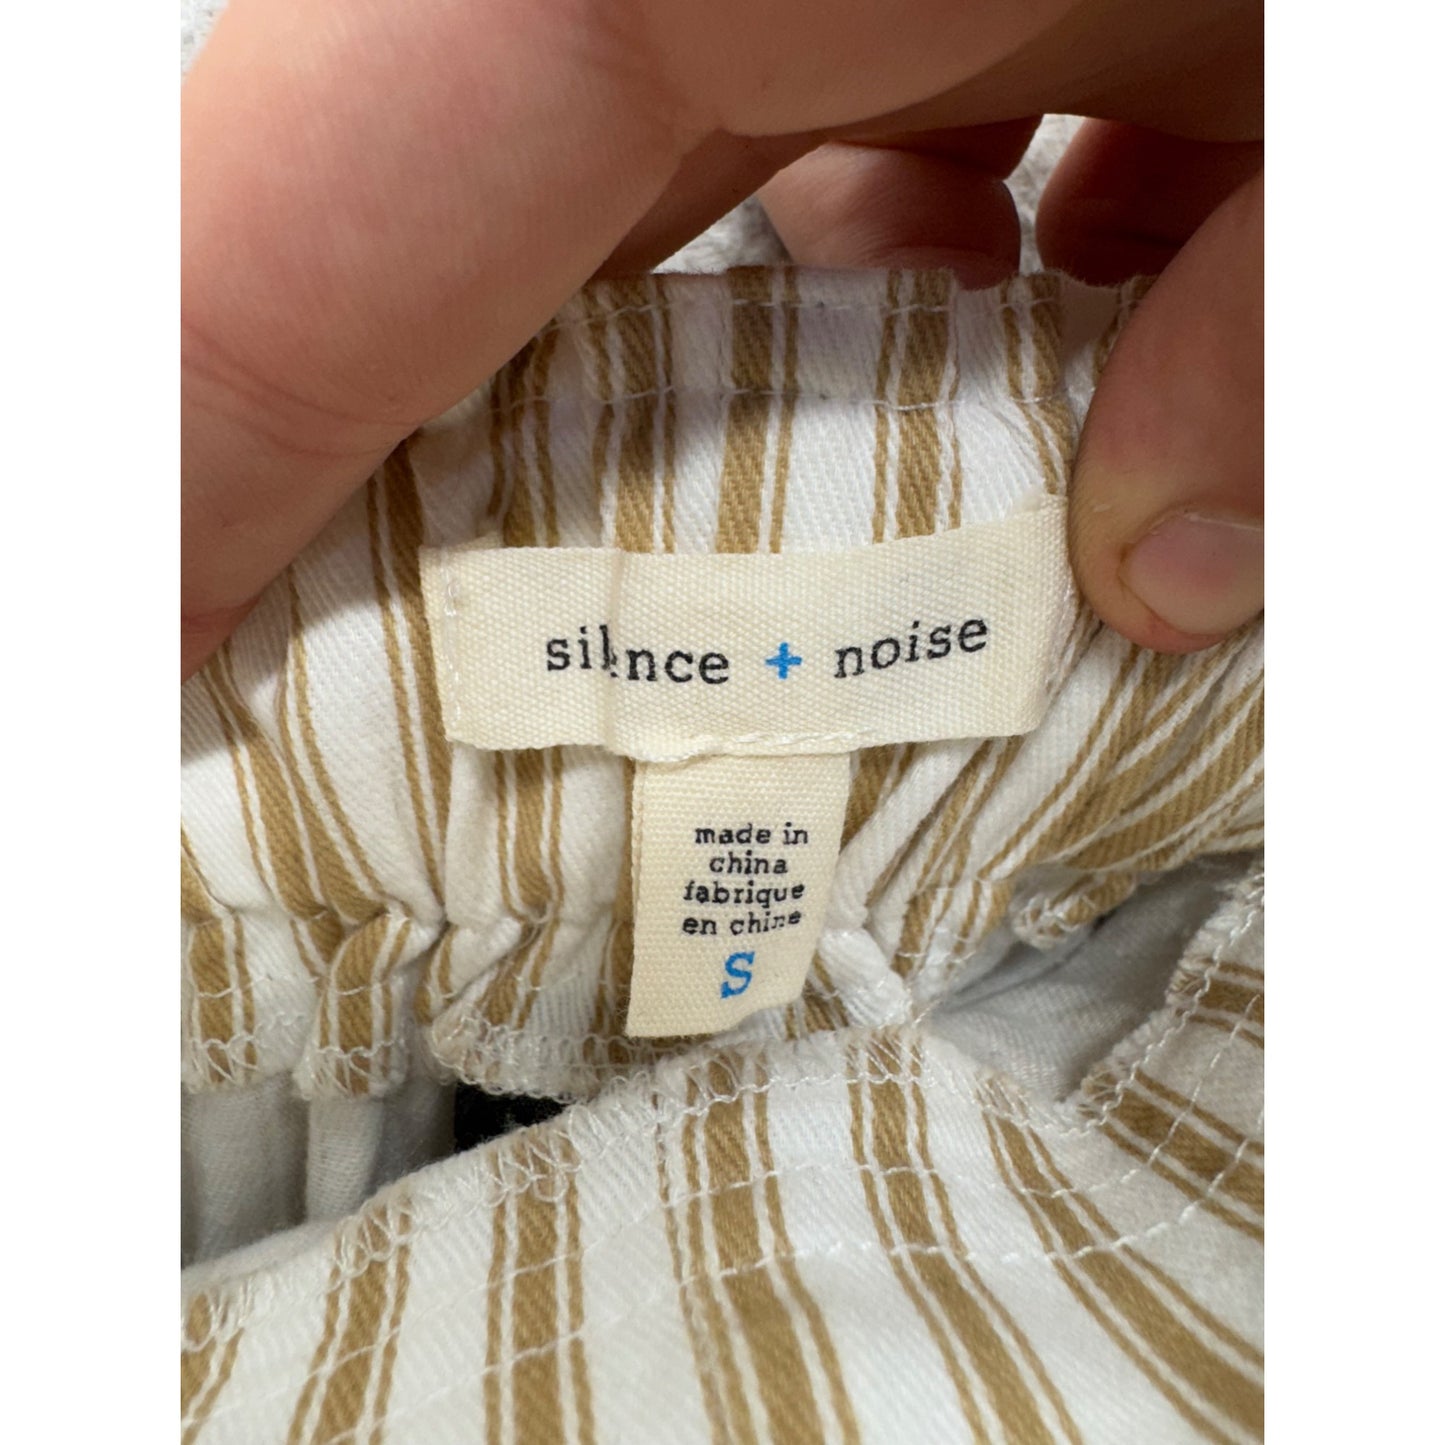 silence + noise
made in
china
fabrique
en chine
S